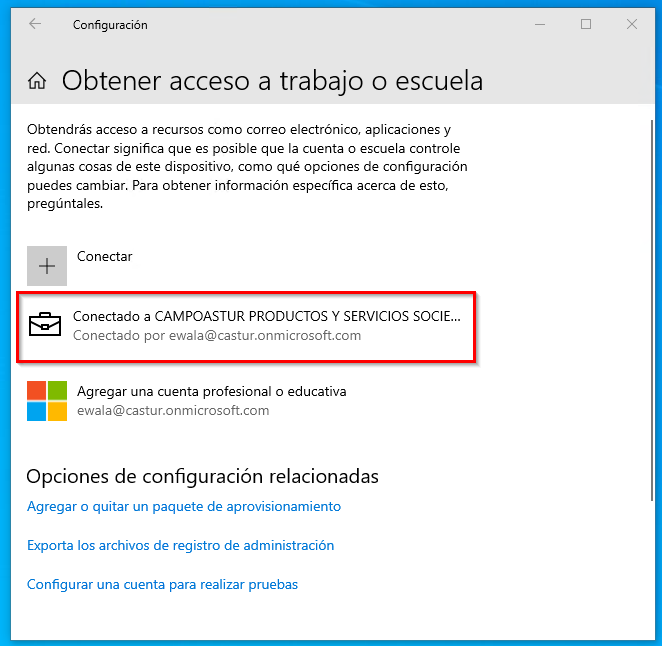 Configuración
Obtener acceso a trabajo o escuela
Obtendrás acceso a recursos como correo electrónico, aplicaciones y
red. Conectar significa que es posible que la cuenta o escuela controle
algunas cosas de este dispositivo, como qué opciones de configuración
puedes cambiar. Para obtener información específica acerca de esto,
pregúntales.
Conectar
Conectado a CAMPOASTUR PRODUCTOS Y SERVICIOS SOCIE...
Conectado por ewala@castur.onmicrosoft.com
Agregar una cuenta profesional o educativa
ewala@castur.onmicrosoft.com
Opciones de configuración relacionadas
Agregar o quitar un paquete de aprovisionamiento
Exporta los archivos de registro de administración
Configurar una cuenta para realizar pruebas